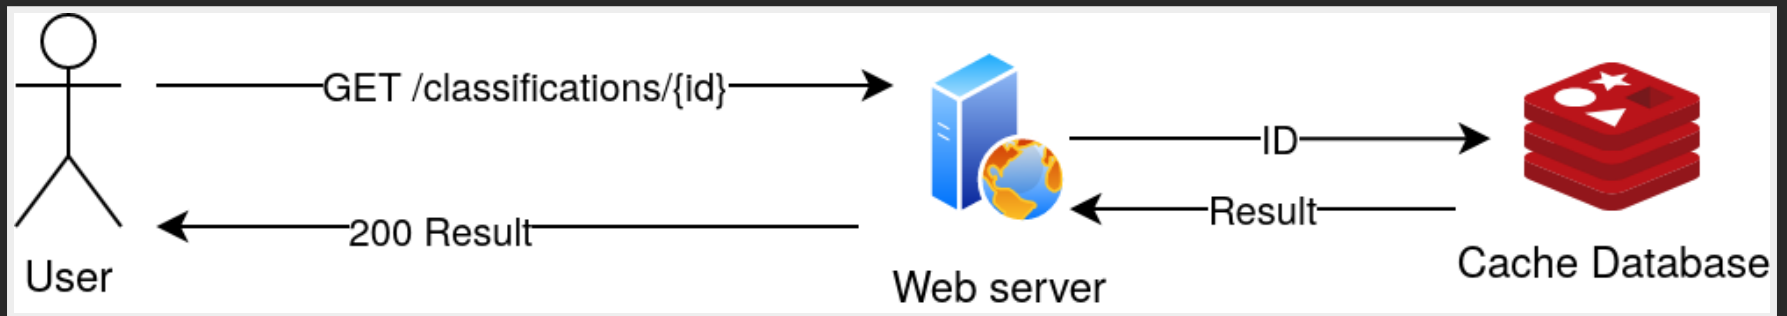 GET /classifications/{id}
ID
Result
200 Result
User
Web server
Cache Database